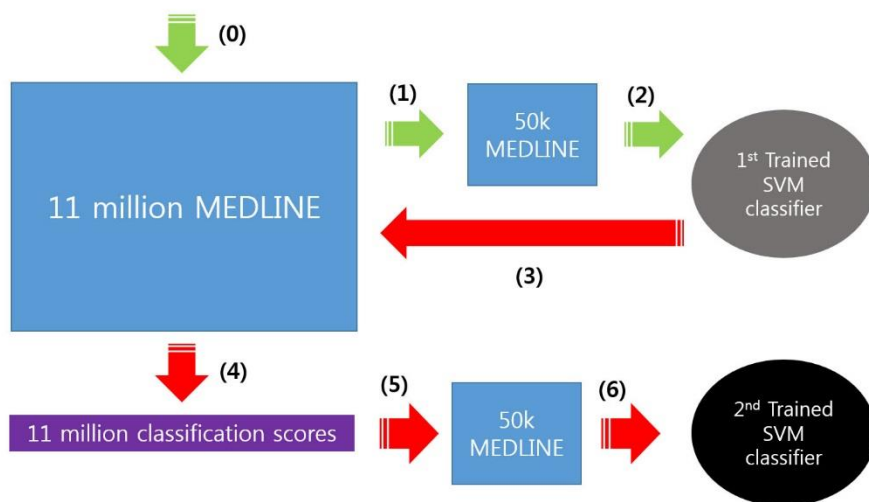 (0)
(1)
(2)
50k
MEDLINE
11 million MEDLINE
1st Trained
SVM
classifier
(3)
(4)
(5)
(6)
11 million classification scores
50k
MEDLINE
2nd Trained
SVM
classifier